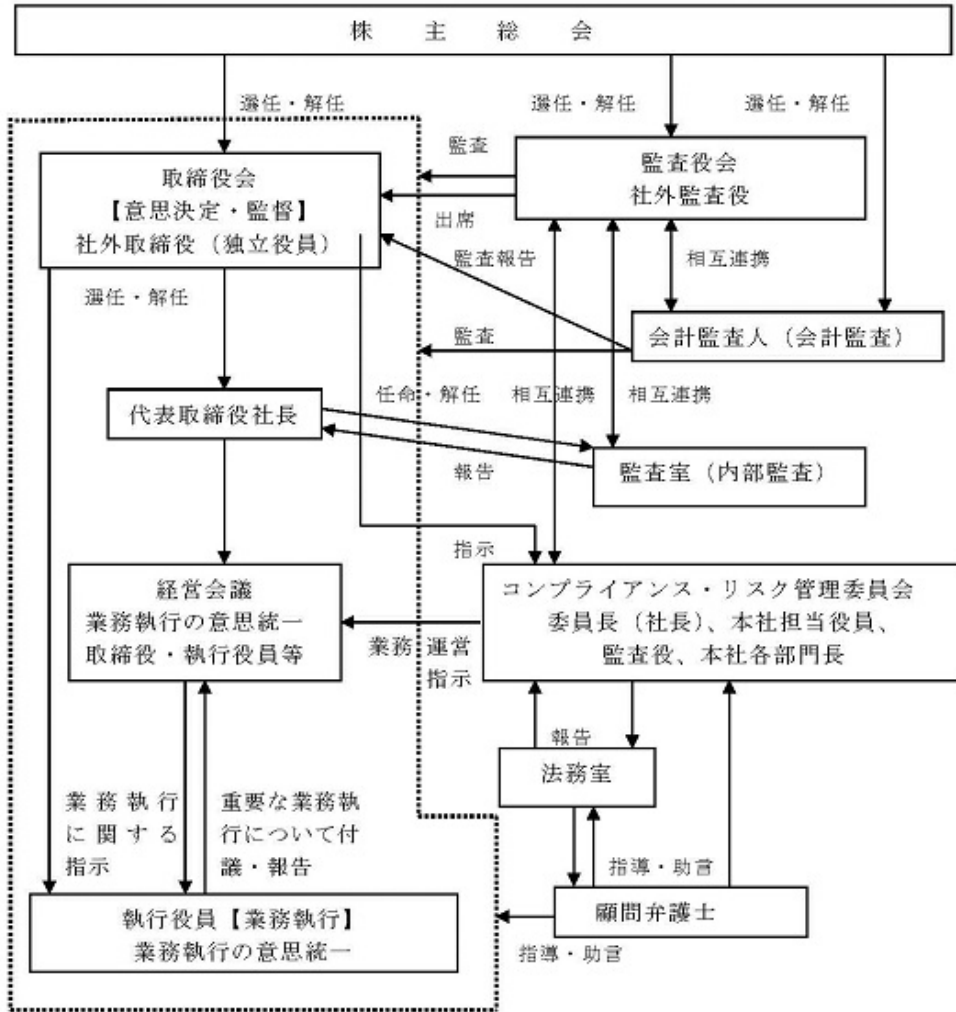 株主総会
選任・解任
選任・解任
選任・解任
監査
監査役会
社外監査役
取締役会
【意思決定・監督】
社外取締役（独立役員）
出席
監査報告
相互連携
選任・解任
監査
会計監査人（会計監査）
代表取締役社長
任命・解任
相互連携
相互連携
報告
監査室（内部監査）
指示
経営会議
業務執行の意思統一
取締役・執行役員等
業務運営
指示
コンプライアンス・リスク管理委員会
委員長（社長）、本社担当役員、
監査役、本社各部門長
報告
法務室
業務執行
に関する
指示
重要な業務執
行について付
議・報告
指導・助言
執行役員【業務執行】
業務執行の意思統一
顧問弁護士
指導・助言